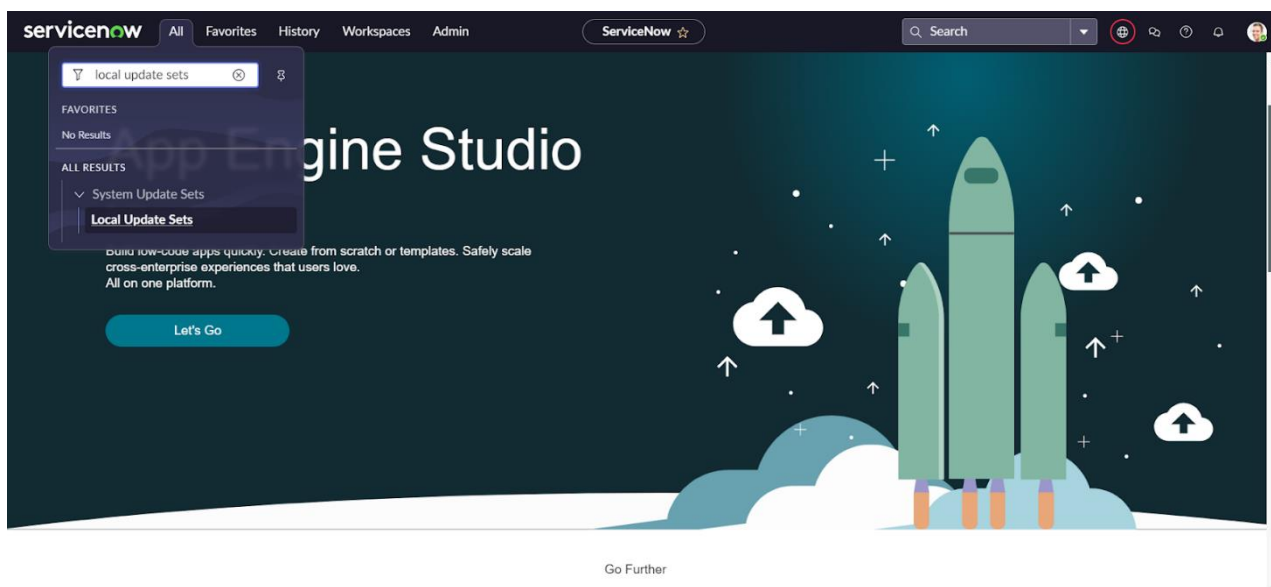 servicenow All Favorites History Workspaces Admin ServiceNow Search
local update sets
FAVORITES
No Results
App Engine Studio
ALL RESULTS
System Update Sets
Local Update Sets
Build low-code apps quickly. Create from scratch or templates. Safely scale
cross-enterprise experiences that users love.
All on one platform.
Let's Go
Go Further